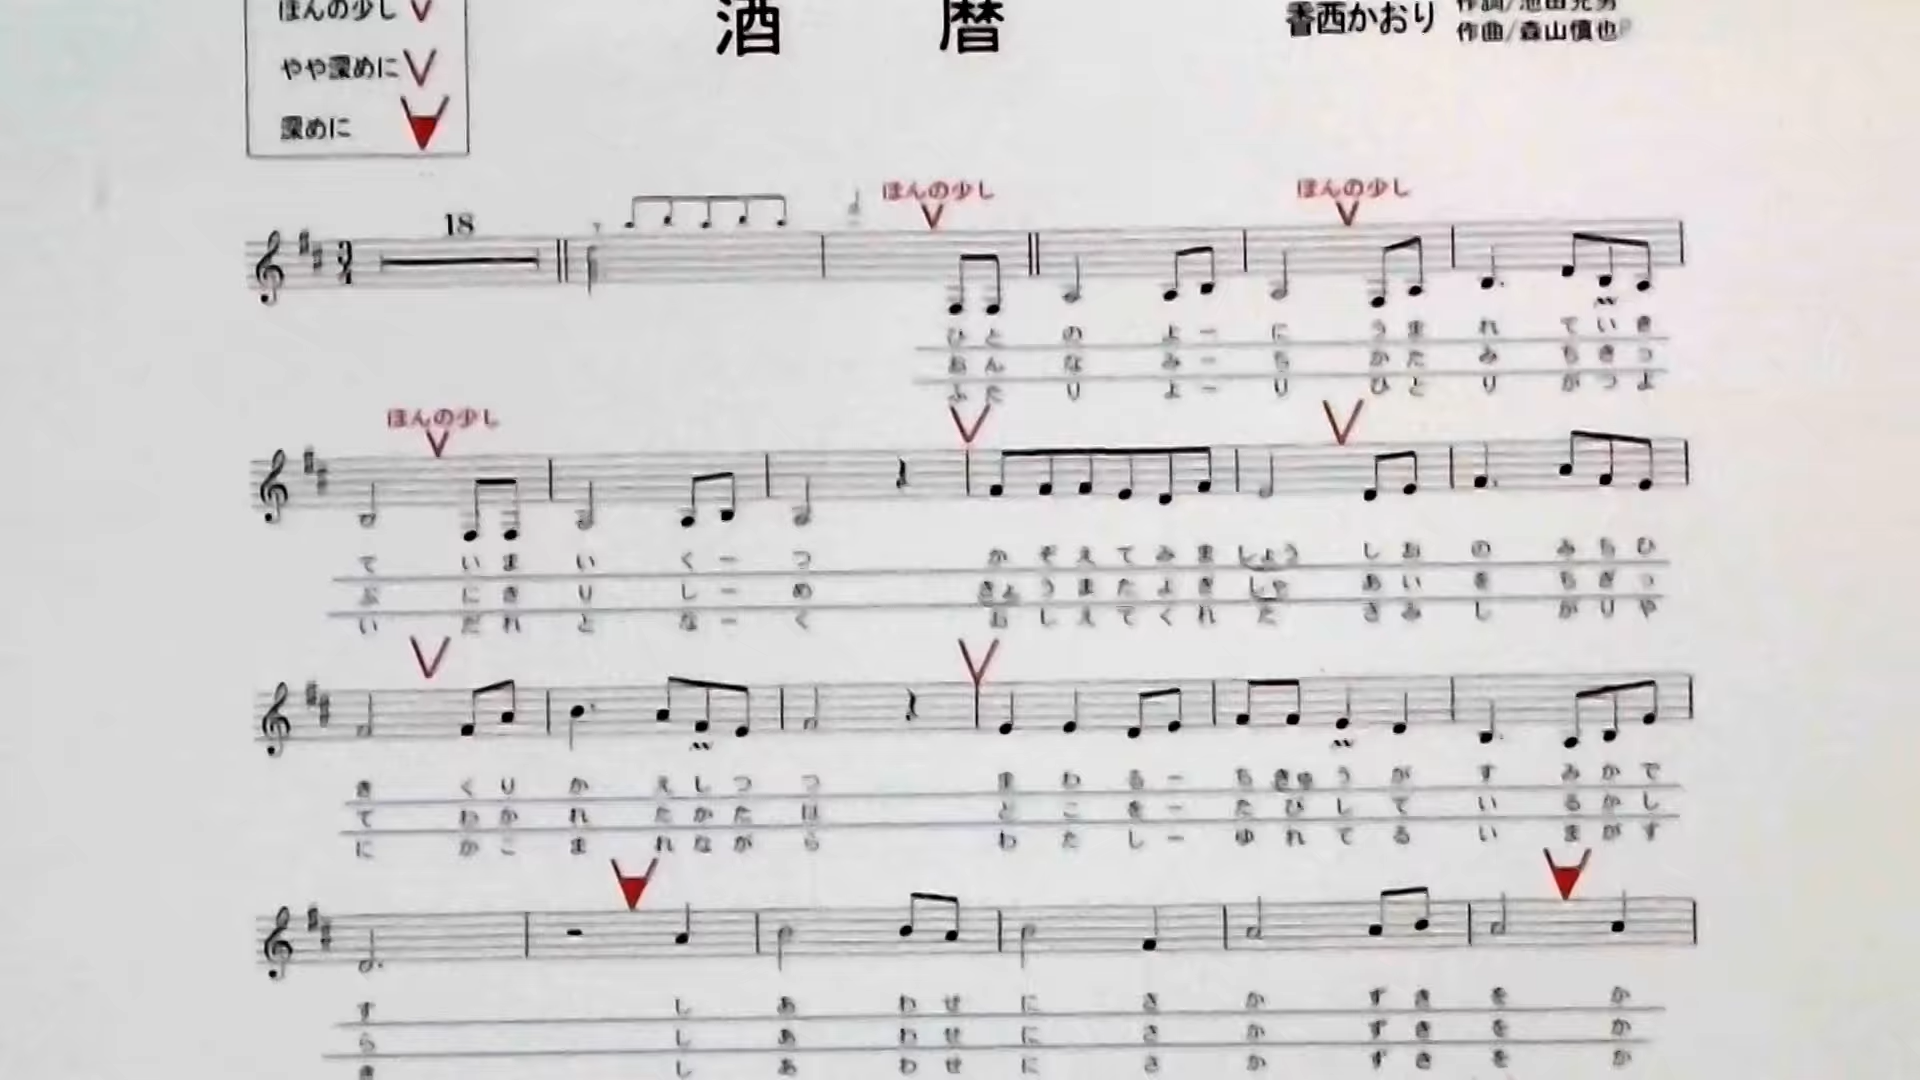 ほんの少し
やや深めに
深めに
酒 暦
香西かおり
作曲/森山慎也
18
ほんの少し ほんの少し
3
4
ひと の よー に うま れ ていき
おん な みー ち かた み ちぎっ
ふた り よー り ひと り がつよ
ほんの少し
て いま い くー つ かぞえてみま しょう しお の みちひ
ぶ にき り しー め きょうまたよぎ しゃ あい を ちぎっ
い だれ と なー く おしえてくれ た さみ し がりや
き くり か えしつ つ ま わ るー ちきゅ う が す みかで
て わか れ たかた は ど こ をー たび し て い るかし
に かこ ま れなが ら わ た しー ゆれ て る い まがす
す し あ わせ に さ か ずき を か
ら し あ わせ に さ か ずき を か
き し あ わせ に さ か ずき を か